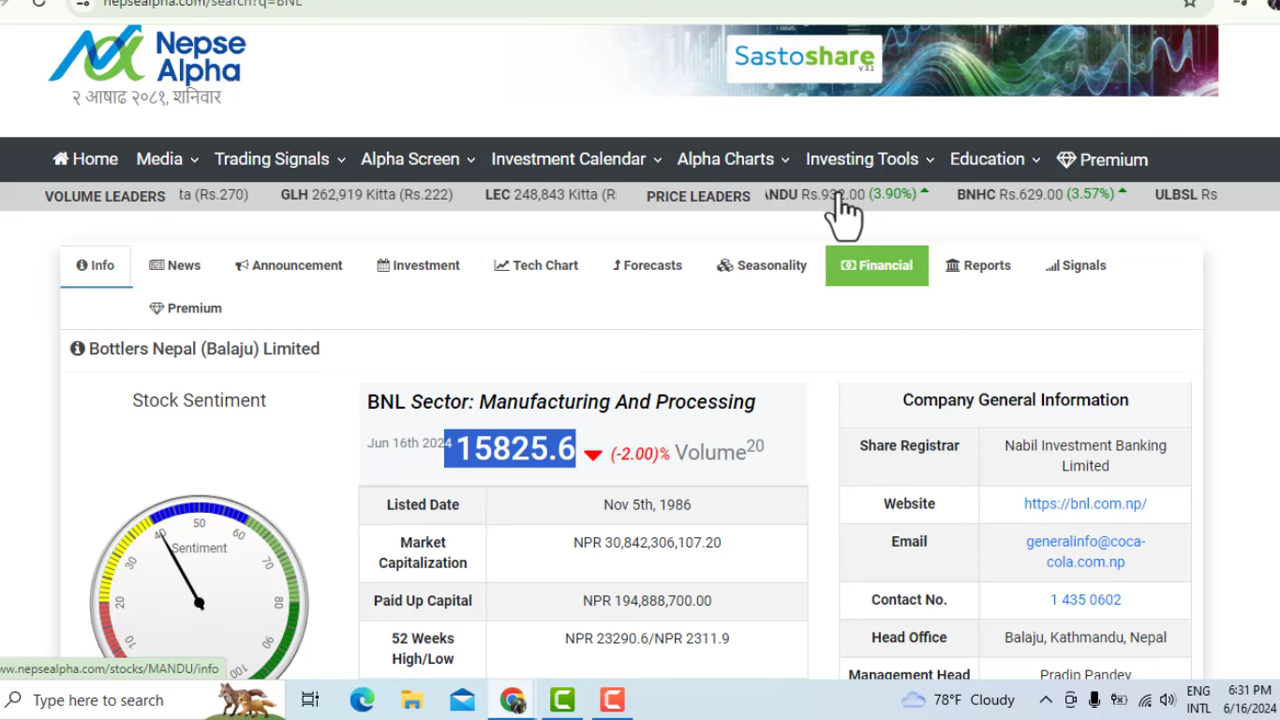 nepsealpha.com/search?q=BNL
Nepse
Alpha
२ आषाढ २०८१, शनिवार
Sastoshare
v 3.1
Home Media Trading Signals Alpha Screen Investment Calendar Alpha Charts Investing Tools Education Premium
VOLUME LEADERS ta (Rs.270) GLH 262,919 Kitta (Rs.222) LEC 248,843 Kitta (R PRICE LEADERS ANDU Rs.932.00 (3.90%) BNHC Rs.629.00 (3.57%) ULBSL Rs
Info News Announcement Investment Tech Chart Forecasts Seasonality Financial Reports Signals
Premium
Bottlers Nepal (Balaju) Limited
Stock Sentiment
10 20 30 40 50 60 70 80 90 100
Sentiment
BNL Sector: Manufacturing And Processing
Jun 16th 2024 15825.6 (-2.00)% Volume20
Listed Date Nov 5th, 1986
Market Capitalization NPR 30,842,306,107.20
Paid Up Capital NPR 194,888,700.00
52 Weeks High/Low NPR 23290.6/NPR 2311.9
Company General Information
Share Registrar Nabil Investment Banking Limited
Website https://bnl.com.np/
Email generalinfo@coca-cola.com.np
Contact No. 1 435 0602
Head Office Balaju, Kathmandu, Nepal
Management Head Pradip Pandey
www.nepsealpha.com/stocks/MANDU/info
Type here to search
78°F Cloudy
ENG
INTL
6:31 PM
6/16/2024